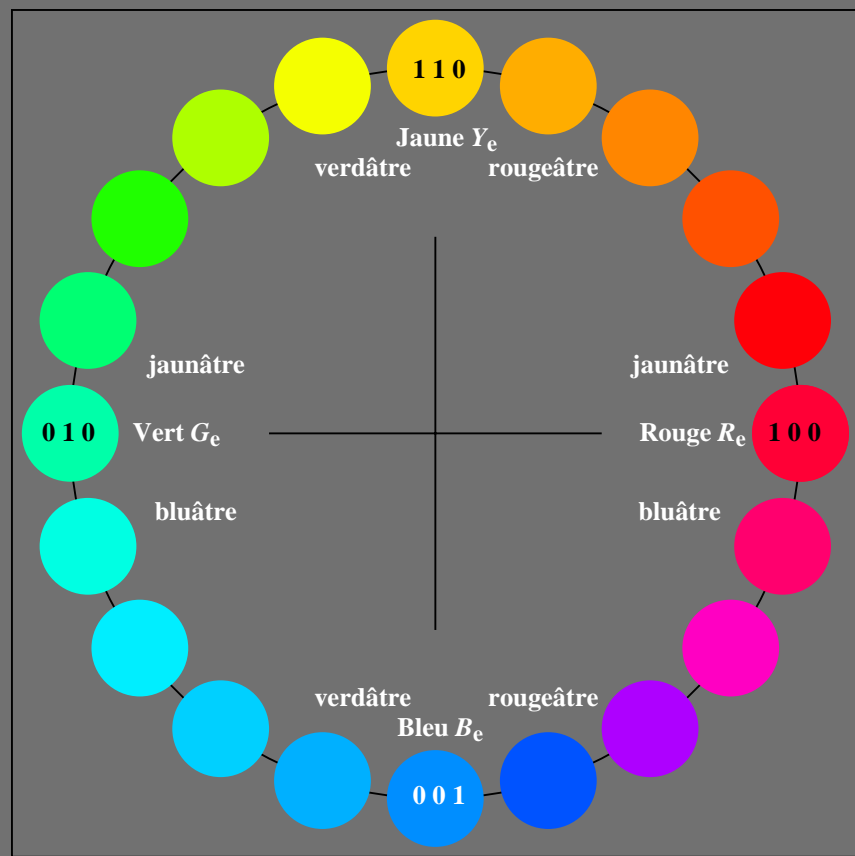 1 1 0
Jaune Ye
verdâtre rougeâtre
jaunâtre jaunâtre
0 1 0 Vert Ge Rouge Re 1 0 0
bluâtre bluâtre
verdâtre rougeâtre
Bleu Be
0 0 1